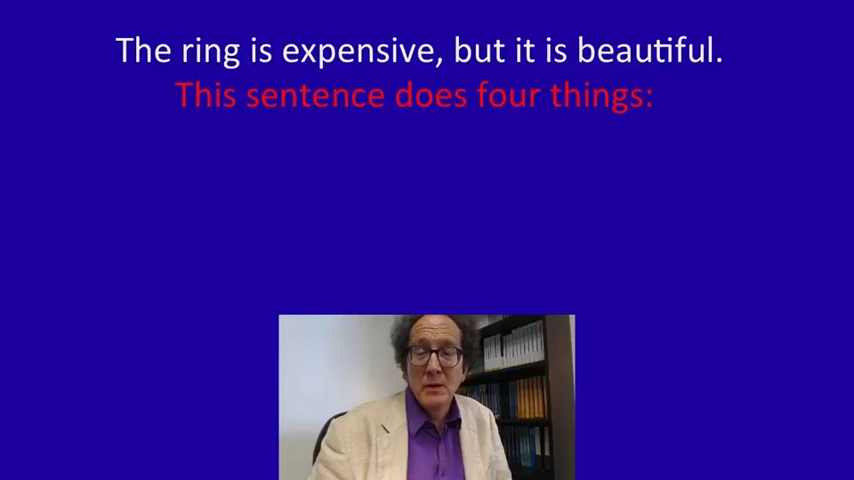 The ring is expensive, but it is beautiful.
This sentence does four things: